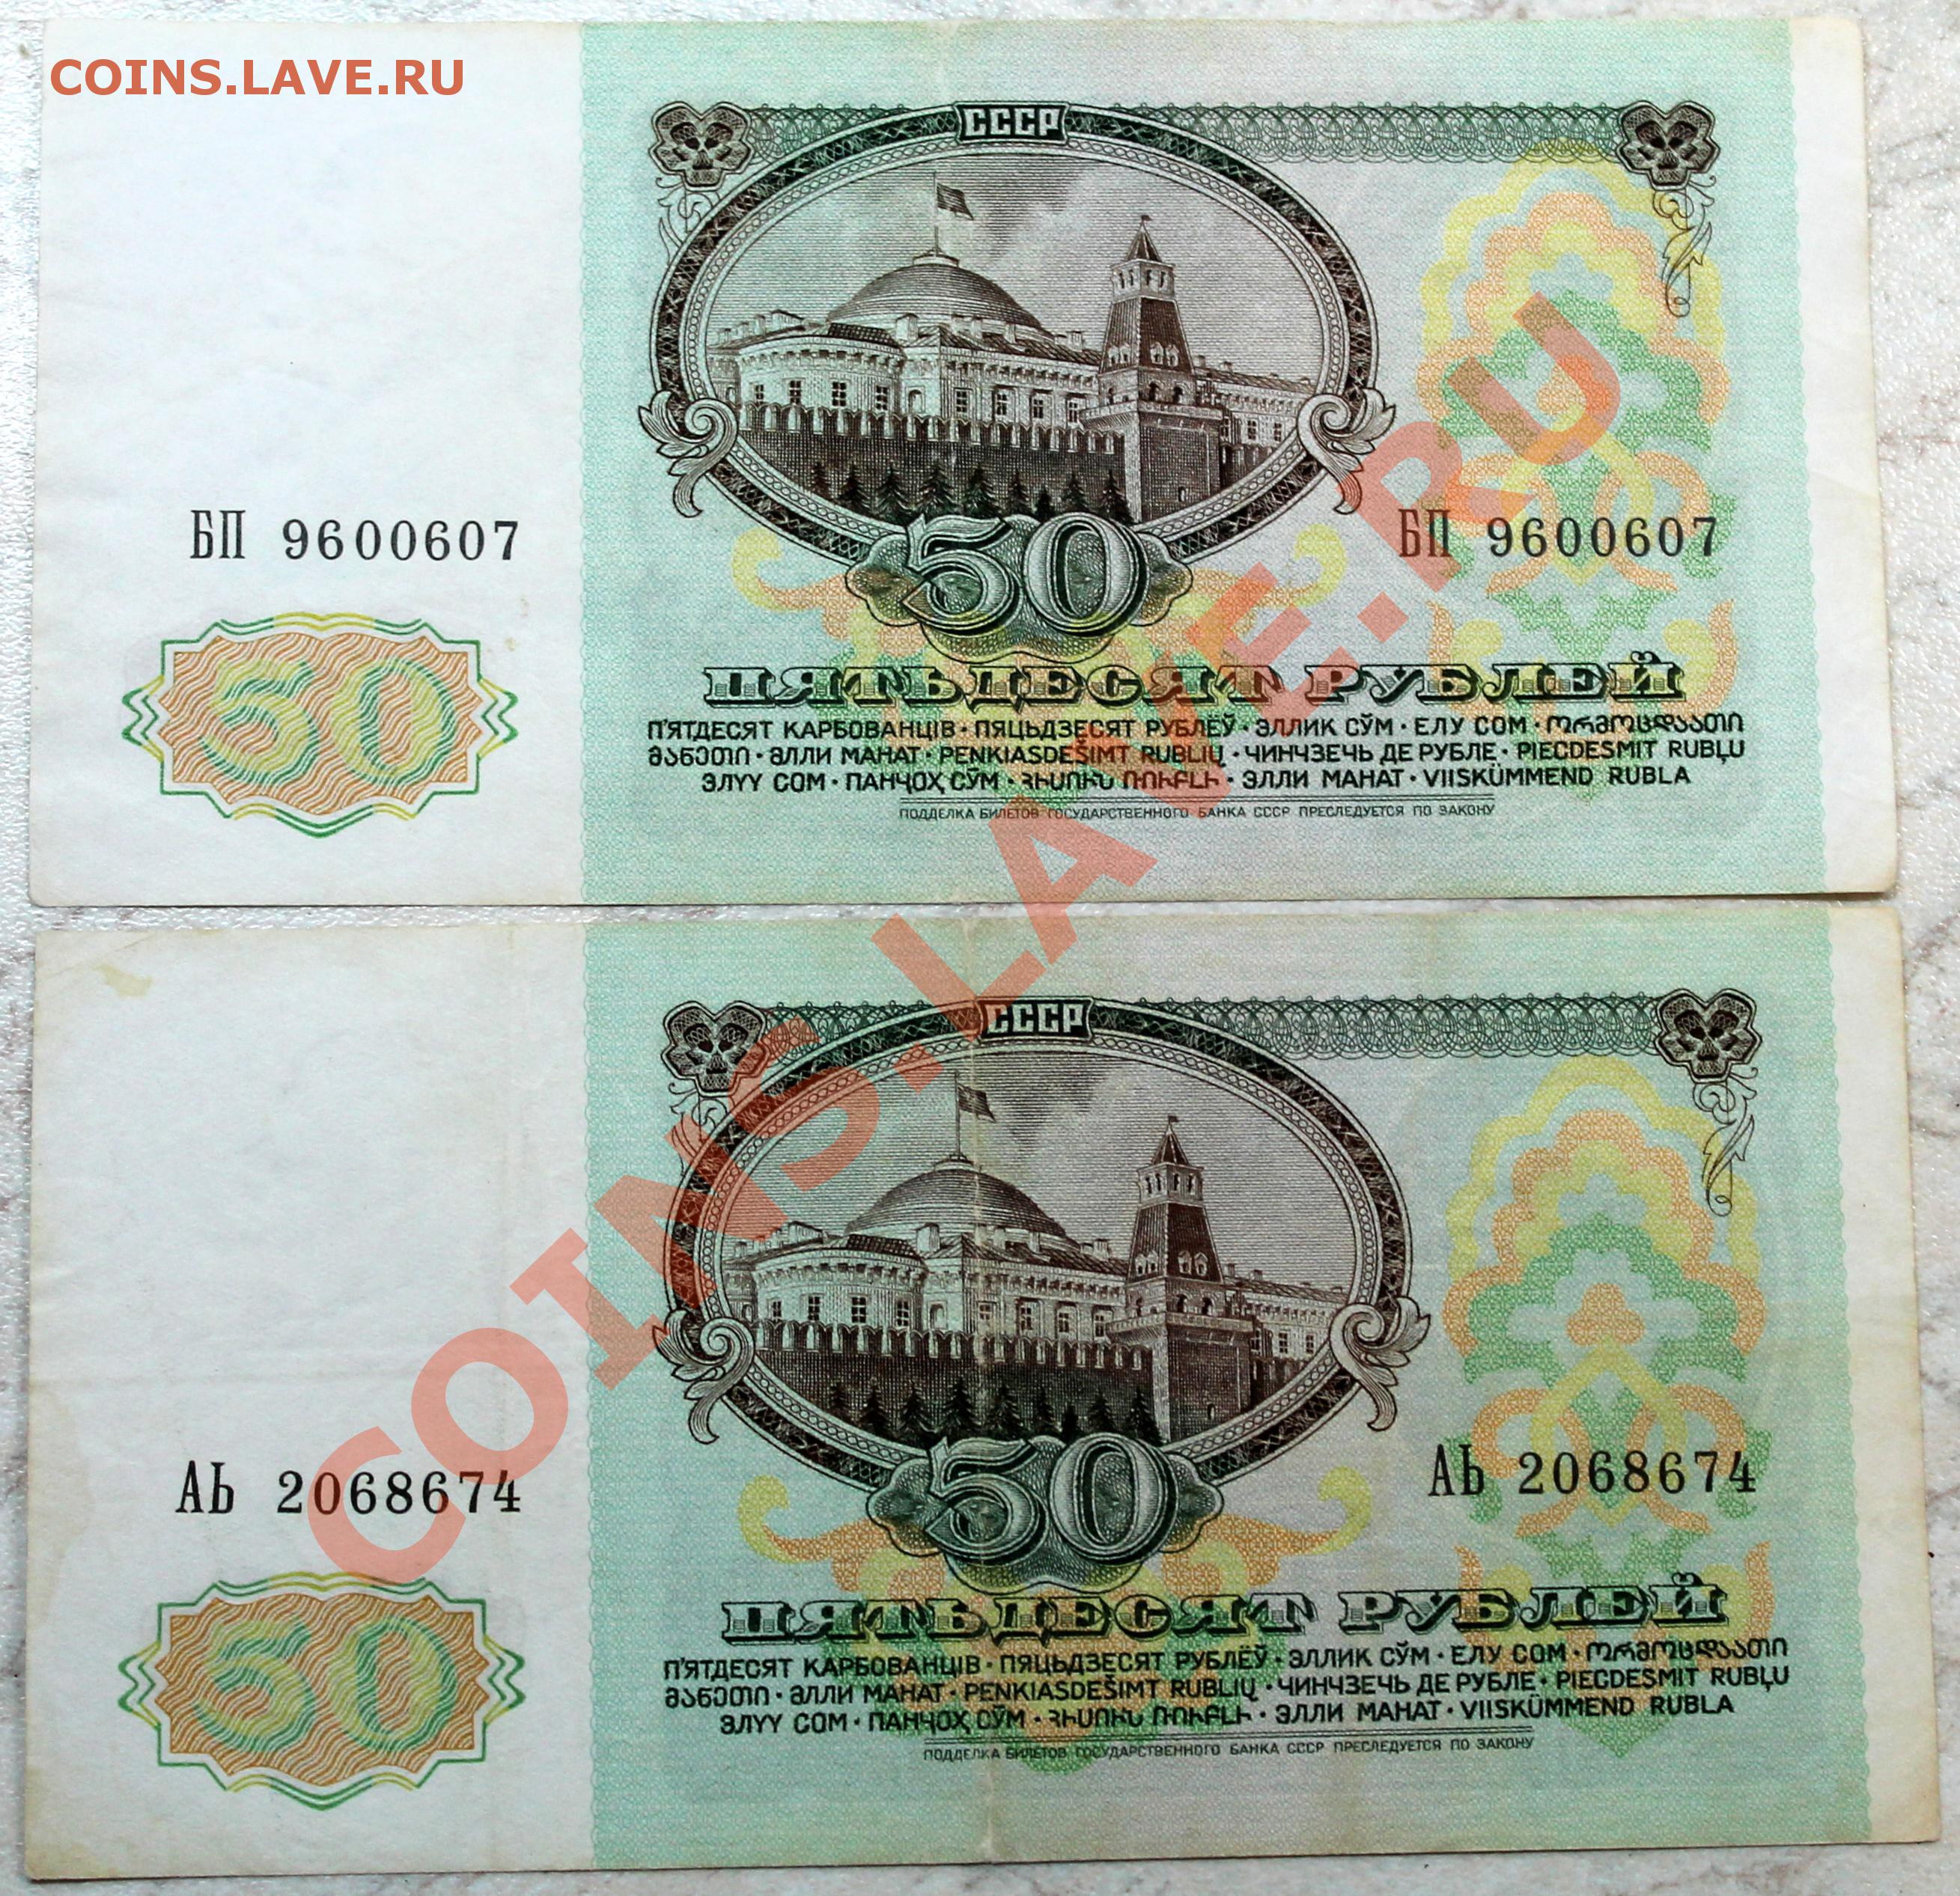 COINS.LAVE.RU
СССР
БП 9600607
БП 9600607
50
50
ПЯТЬДЕСЯТ РУБЛЕЙ
П'ЯТДЕСЯТ КАРБОВАНЦІВ · ПЯЦЬДЗЕСЯТ РУБЛЁЎ · ЭЛЛИК СЎМ · ЕЛУ СОМ · ორმოცდაათი
მანეთი · ӘЛЛИ МАНАТ · PENKIASDEŠIMT RUBLIŲ · ЧИНЧЗЕЧЬ ДЕ РУБЛЕ · PIECDESMIT RUBĻU
ЭЛҮҮ СОМ · ПАНҶОҲ СЎМ · ՀԻՍՈՒՆ ՌՈՒԲԼԻ · ЭЛЛИ МАНАТ · VIISKÜMMEND RUBLA
ПОДДЕЛКА БИЛЕТОВ ГОСУДАРСТВЕННОГО БАНКА СССР ПРЕСЛЕДУЕТСЯ ПО ЗАКОНУ
COINS.LAVE.RU
СССР
АЬ 2068674
АЬ 2068674
50
50
ПЯТЬДЕСЯТ РУБЛЕЙ
П'ЯТДЕСЯТ КАРБОВАНЦІВ · ПЯЦЬДЗЕСЯТ РУБЛЁЎ · ЭЛЛИК СЎМ · ЕЛУ СОМ · ორმოცდაათი
მანეთი · ӘЛЛИ МАНАТ · PENKIASDEŠIMT RUBLIŲ · ЧИНЧЗЕЧЬ ДЕ РУБЛЕ · PIECDESMIT RUBĻU
ЭЛҮҮ СОМ · ПАНҶОҲ СЎМ · ՀԻՍՈՒՆ ՌՈՒԲԼԻ · ЭЛЛИ МАНАТ · VIISKÜMMEND RUBLA
ПОДДЕЛКА БИЛЕТОВ ГОСУДАРСТВЕННОГО БАНКА СССР ПРЕСЛЕДУЕТСЯ ПО ЗАКОНУ